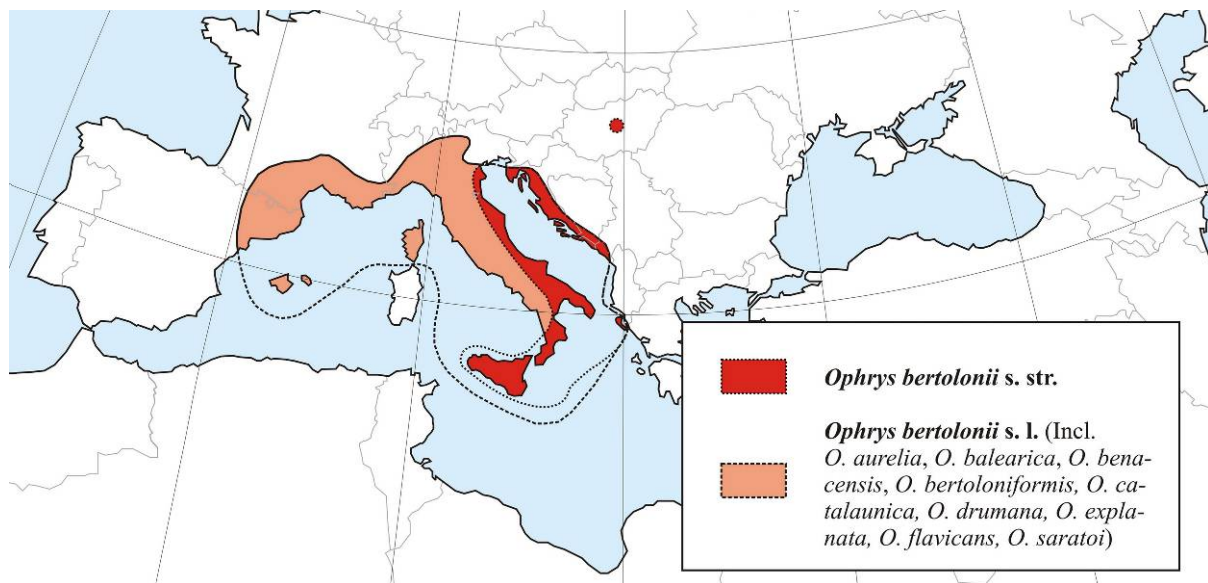 Ophrys bertolonii s. str.
Ophrys bertolonii s. l. (Incl.
O. aurelia, O. balearica, O. bena-
censis, O. bertoloniformis, O. ca-
talaunica, O. drumana, O. expla-
nata, O. flavicans, O. saratoi)